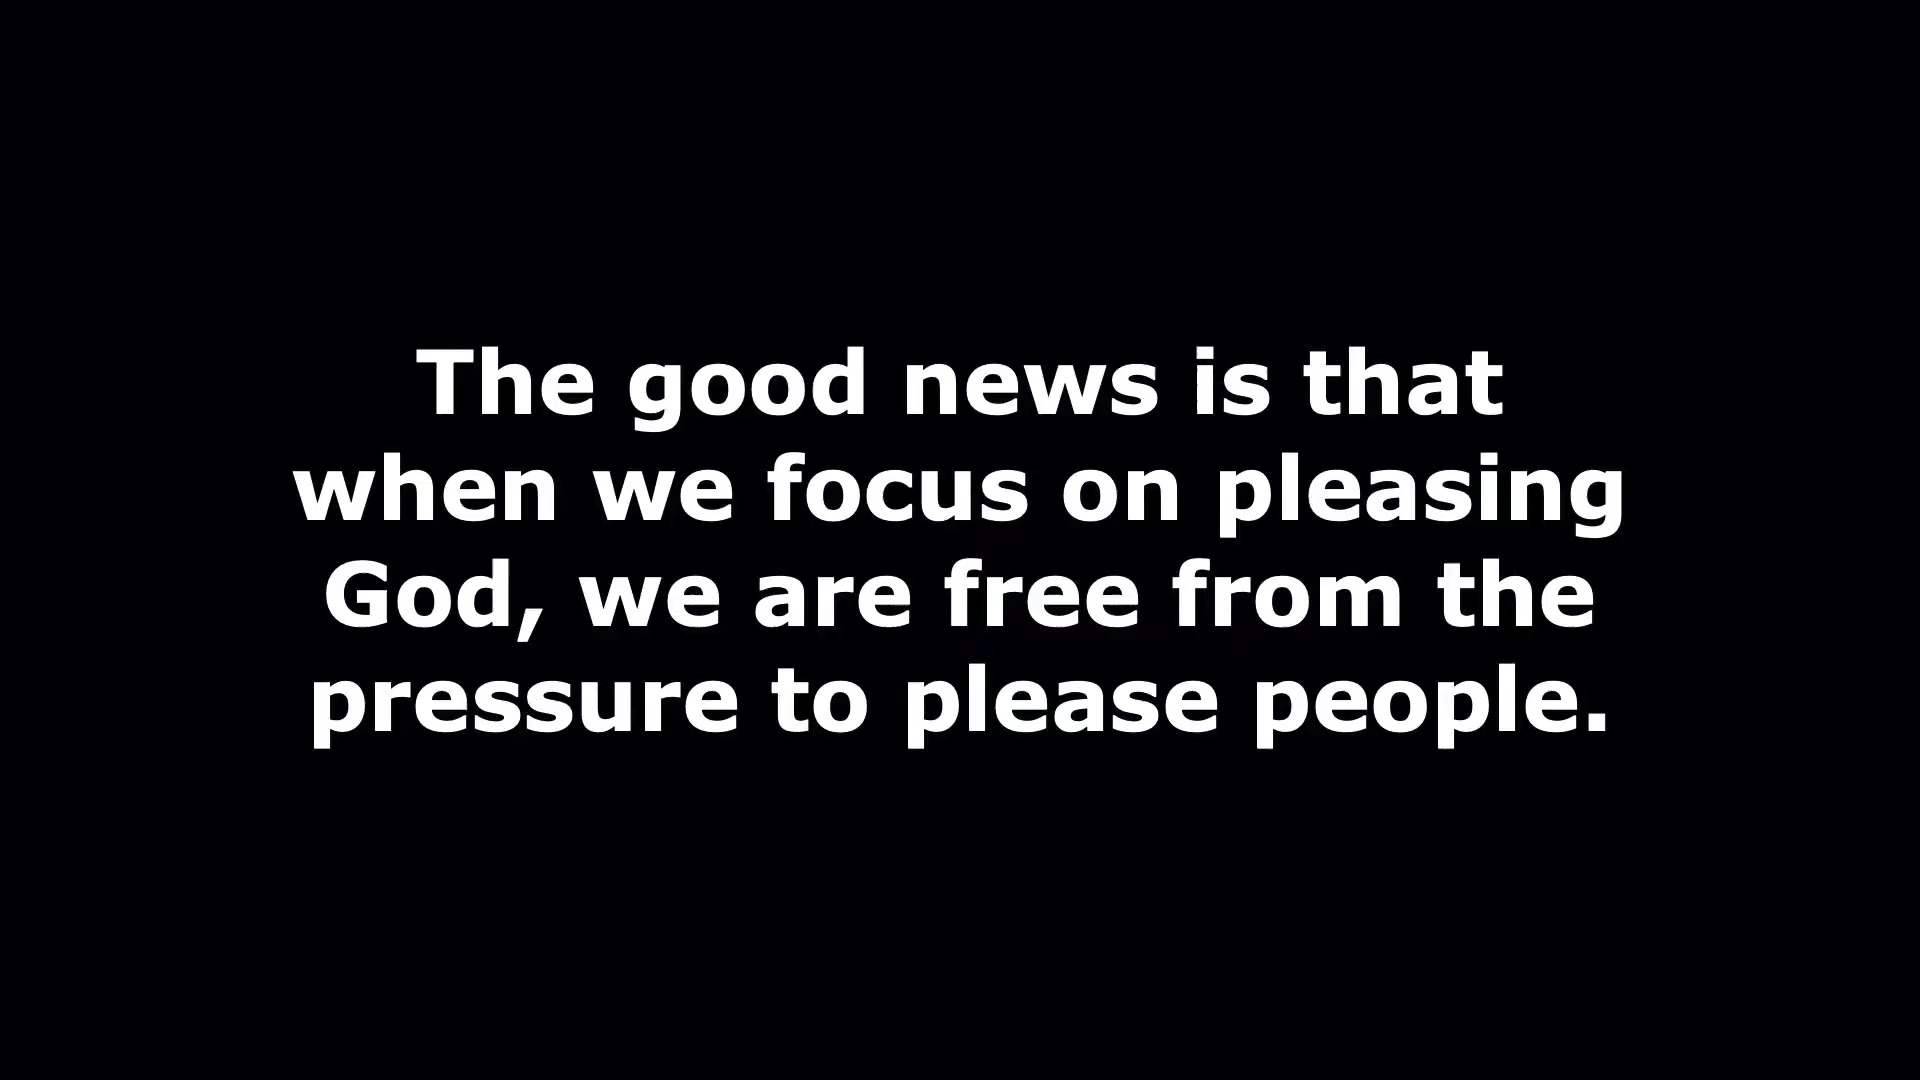 The good news is that
when we focus on pleasing
God, we are free from the
pressure to please people.